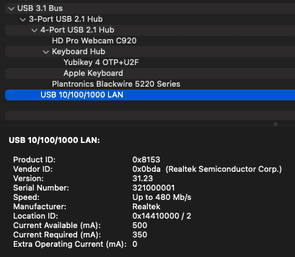 USB 3.1 Bus
3-Port USB 2.1 Hub
4-Port USB 2.1 Hub
HD Pro Webcam C920
Keyboard Hub
Yubikey 4 OTP+U2F
Apple Keyboard
Plantronics Blackwire 5220 Series
USB 10/100/1000 LAN
USB 10/100/1000 LAN:
Product ID: 0x8153
Vendor ID: 0x0bda (Realtek Semiconductor Corp.)
Version: 31.23
Serial Number: 321000001
Speed: Up to 480 Mb/s
Manufacturer: Realtek
Location ID: 0x14410000 / 2
Current Available (mA): 500
Current Required (mA): 350
Extra Operating Current (mA): 0